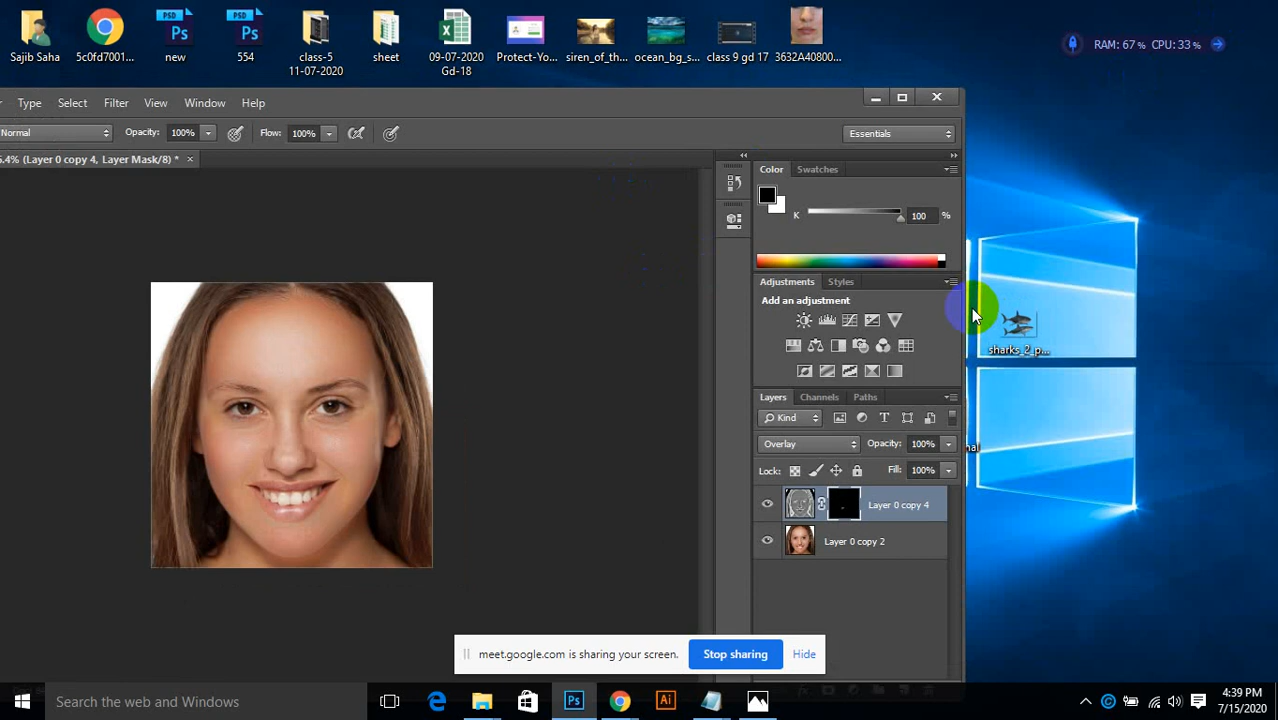 Sajib Saha
5c0fd7001...
new
554
class-5
11-07-2020
sheet
09-07-2020
Gd-18
Protect-Yo...
siren_of_th...
ocean_bg_s...
class 9 gd 17
3632A40800...
RAM: 67% CPU: 33%
Type Select Filter View Window Help
Normal Opacity: 100% Flow: 100% Essentials
(Layer 0 copy 4, Layer Mask/8) * ×
Color Swatches
K 100 %
Adjustments Styles
Add an adjustment
sharks_2_p...
Layers Channels Paths
Kind
Overlay Opacity: 100%
Lock: Fill: 100%
Layer 0 copy 4
Layer 0 copy 2
meet.google.com is sharing your screen. Stop sharing Hide
Search the web and Windows
4:39 PM
7/15/2020